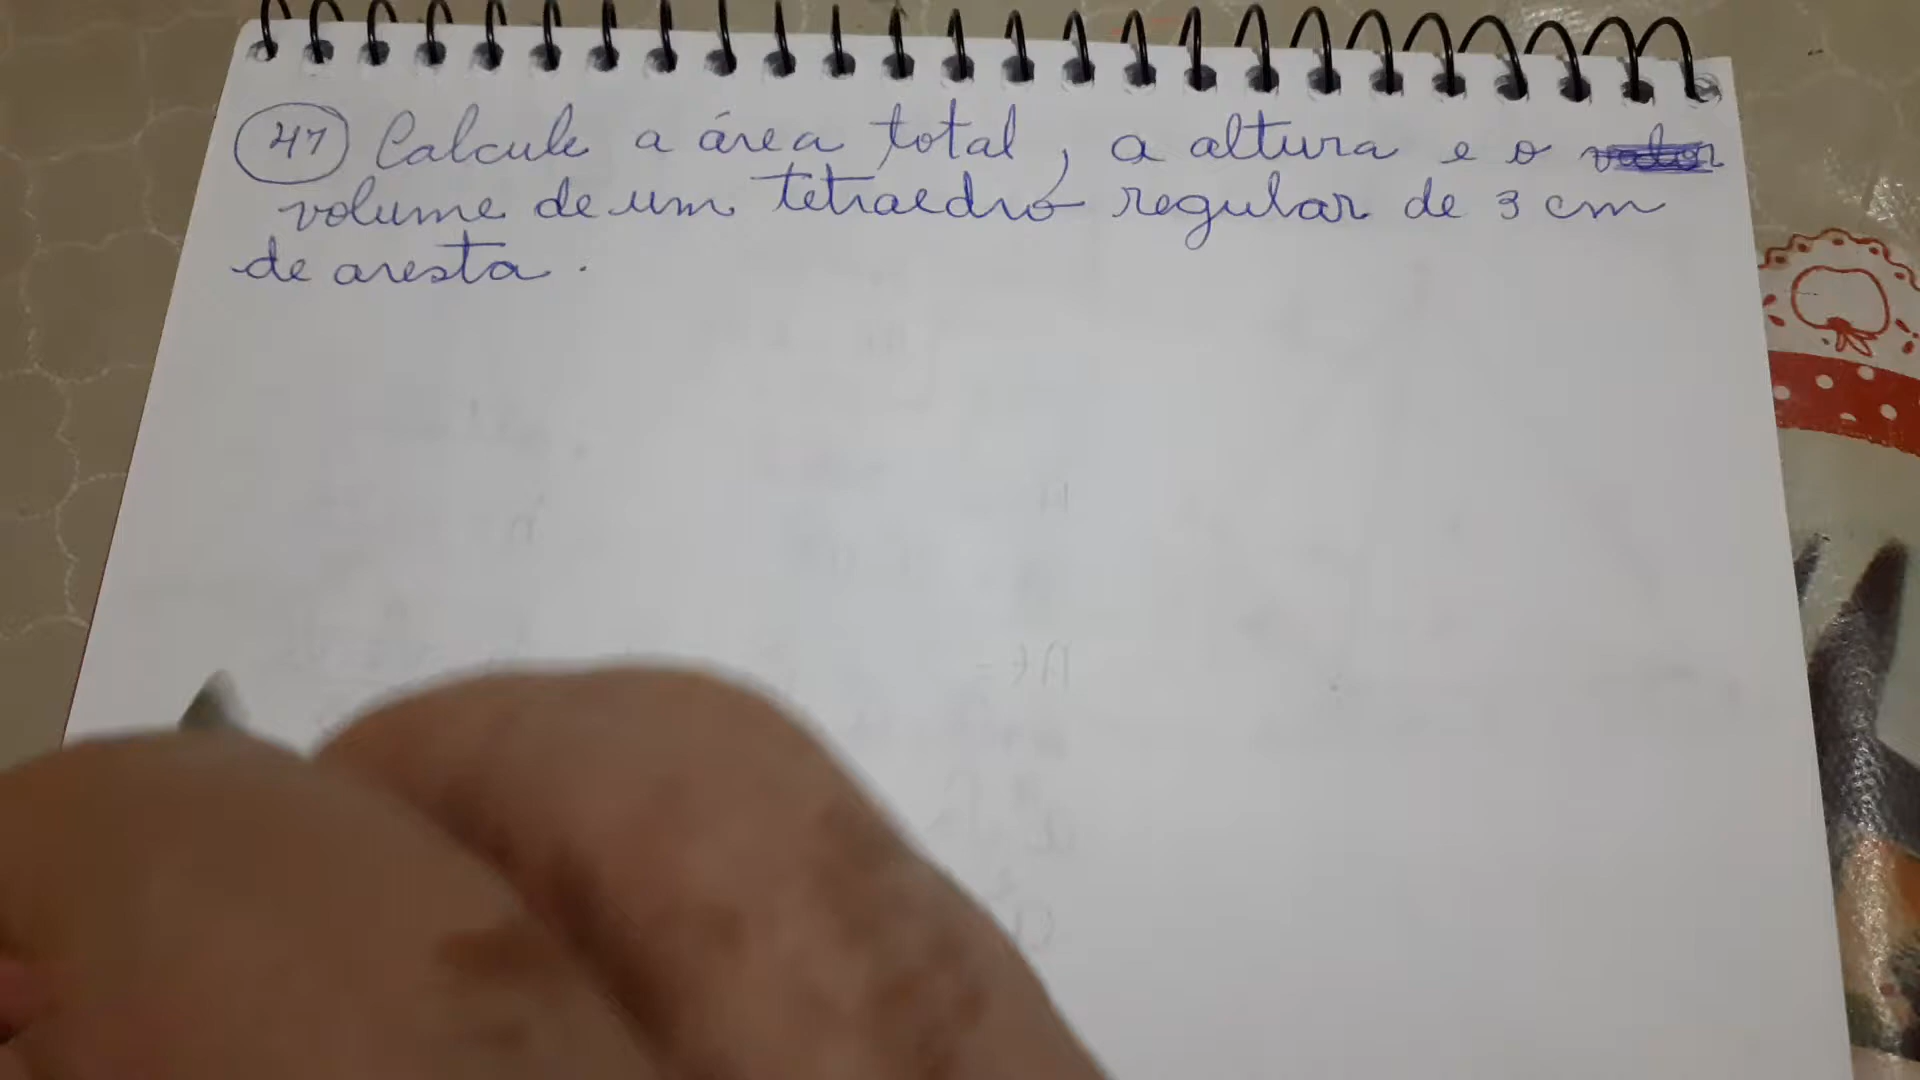 47 Calcule a área total, a altura e o
volume de um tetraedro regular de 3 cm
de aresta.